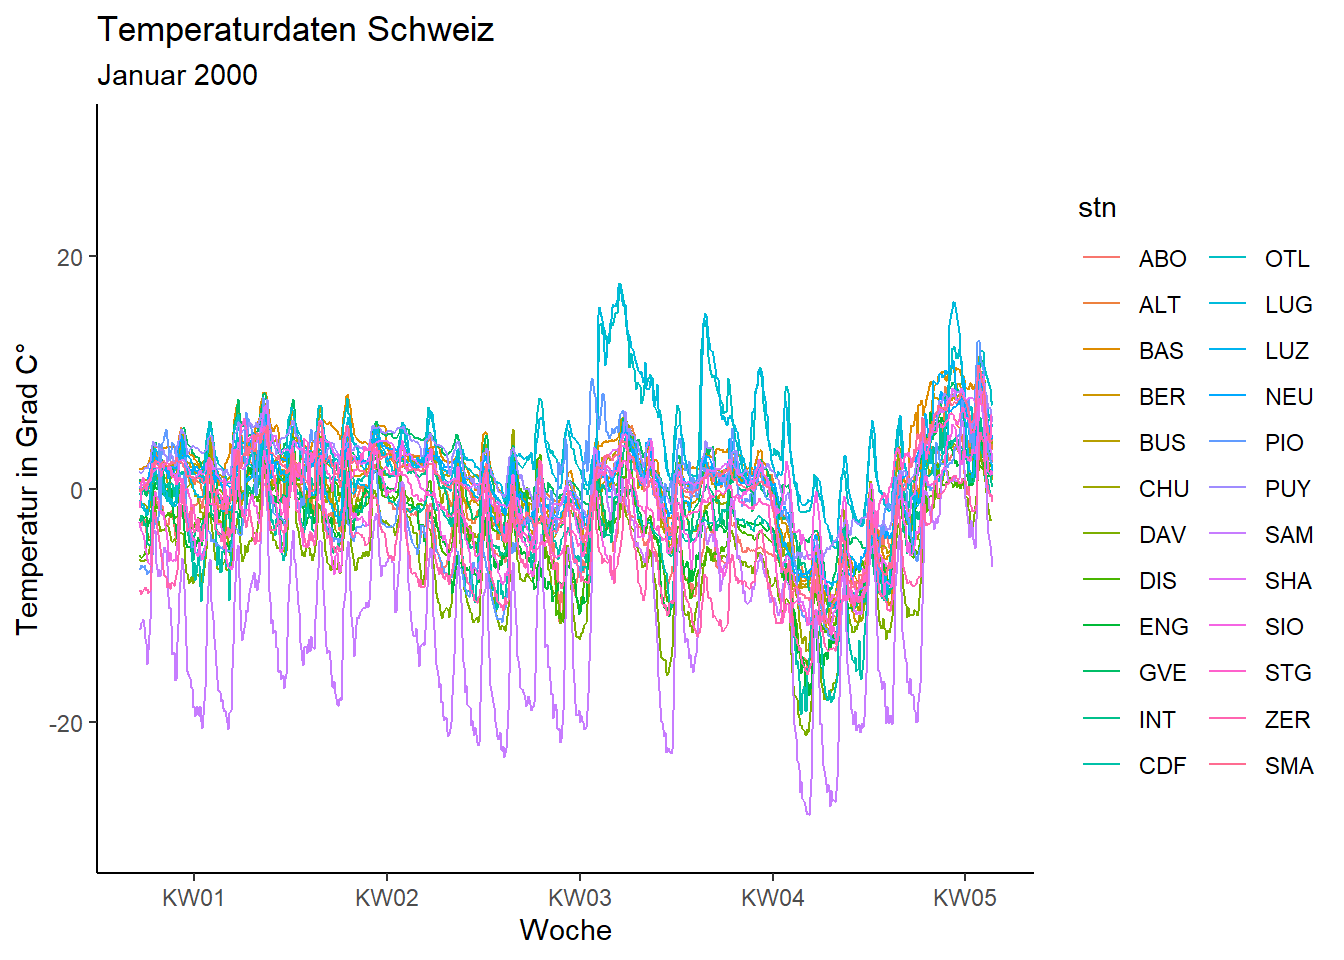 Temperaturdaten Schweiz
Januar 2000
Temperatur in Grad C°
20
0
-20
KW01 KW02 KW03 KW04 KW05
Woche
stn
ABO OTL
ALT LUG
BAS LUZ
BER NEU
BUS PIO
CHU PUY
DAV SAM
DIS SHA
ENG SIO
GVE STG
INT ZER
CDF SMA